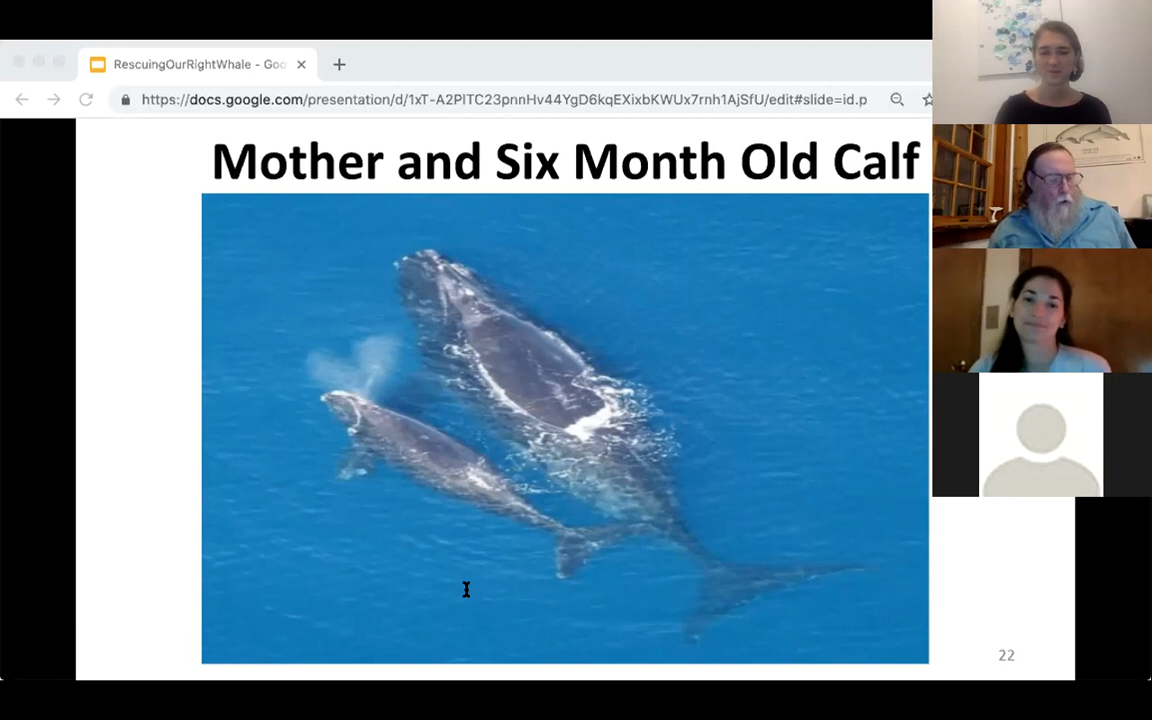 RescuingOurRightWhale - Goo
https://docs.google.com/presentation/d/1xT-A2PITC23pnnHv44YgD6kqEXixbKWUx7rnh1AjSfU/edit#slide=id.p
Mother and Six Month Old Calf
22